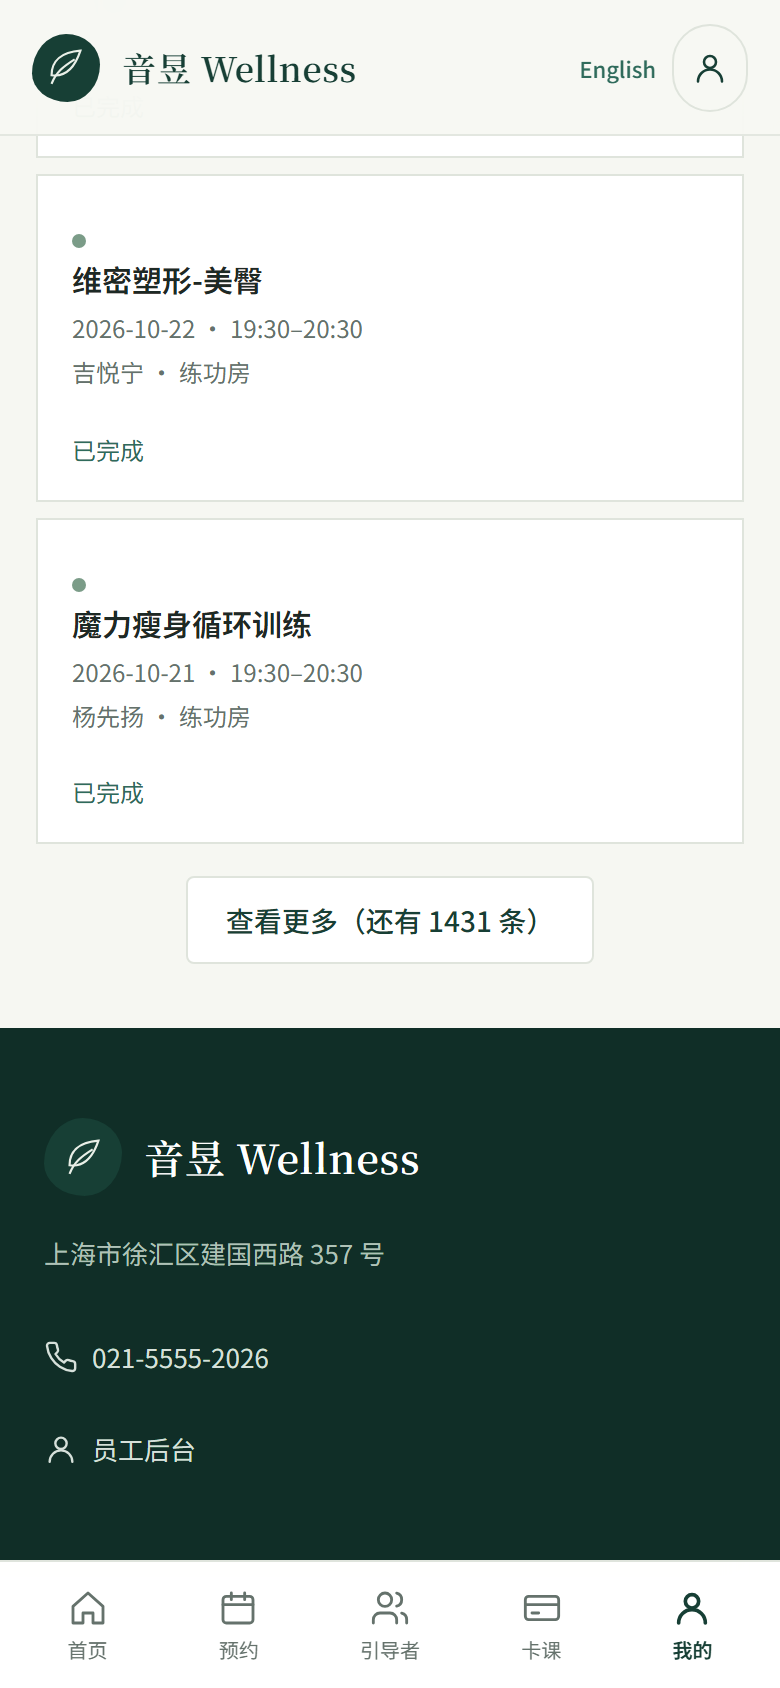 音昱 Wellness
English
维密塑形-美臀
2026-10-22 • 19:30–20:30
吉悦宁 • 练功房
已完成
魔力瘦身循环训练
2026-10-21 • 19:30–20:30
杨先扬 • 练功房
已完成
查看更多（还有 1431 条）
音昱 Wellness
上海市徐汇区建国西路 357 号
021-5555-2026
员工后台
首页
预约
引导者
卡课
我的